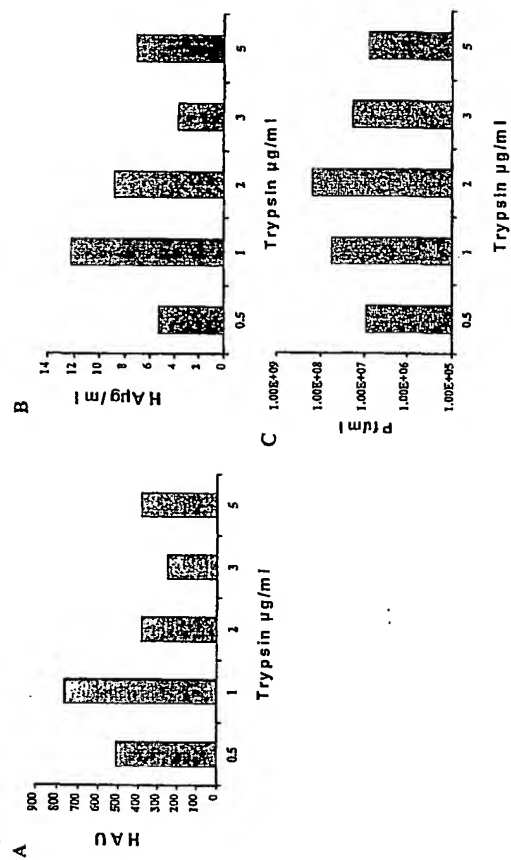 A
HAU
900
800
700
600
500
400
300
200
100
0
0.5 1 2 3 5
Trypsin µg/ml
B
HAµg/ml
14
12
10
8
6
4
2
0
0.5 1 2 3 5
Trypsin µg/ml
C
Pfu/ml
1.00E+09
1.00E+08
1.00E+07
1.00E+06
1.00E+05
0.5 1 2 3 5
Trypsin µg/ml